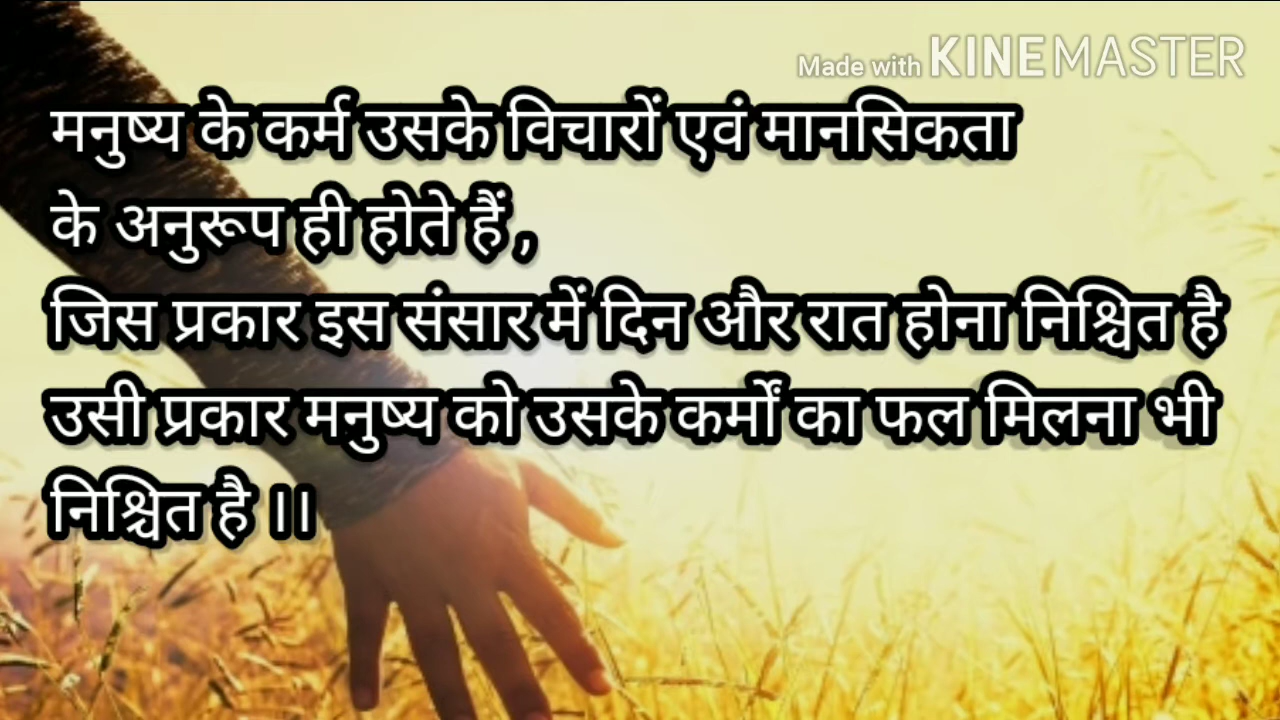 Made with KINEMASTER
मनुष्य के कर्म उसके विचारों एवं मानसिकता
के अनुरूप ही होते हैं ,
जिस प्रकार इस संसार में दिन और रात होना निश्चित है
उसी प्रकार मनुष्य को उसके कर्मों का फल मिलना भी
निश्चित है ।।